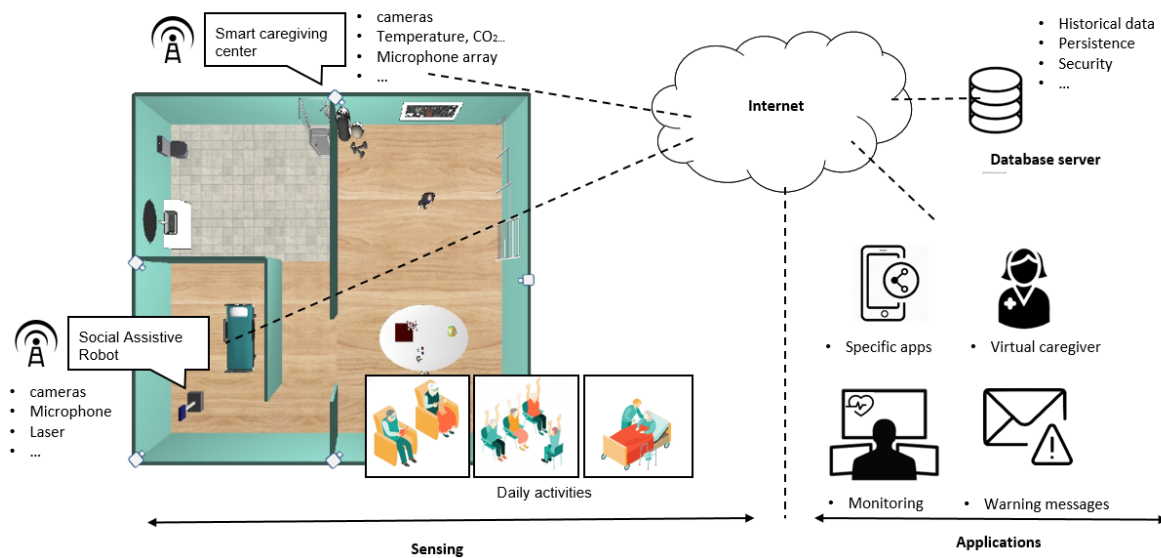 Smart caregiving
center
• cameras
• Temperature, CO₂...
• Microphone array
• ...
Internet
• Historical data
• Persistence
• Security
• ...
Database server
Social Assistive
Robot
• cameras
• Microphone
• Laser
• ...
Daily activities
• Specific apps
• Virtual caregiver
• Monitoring
• Warning messages
Sensing
Applications